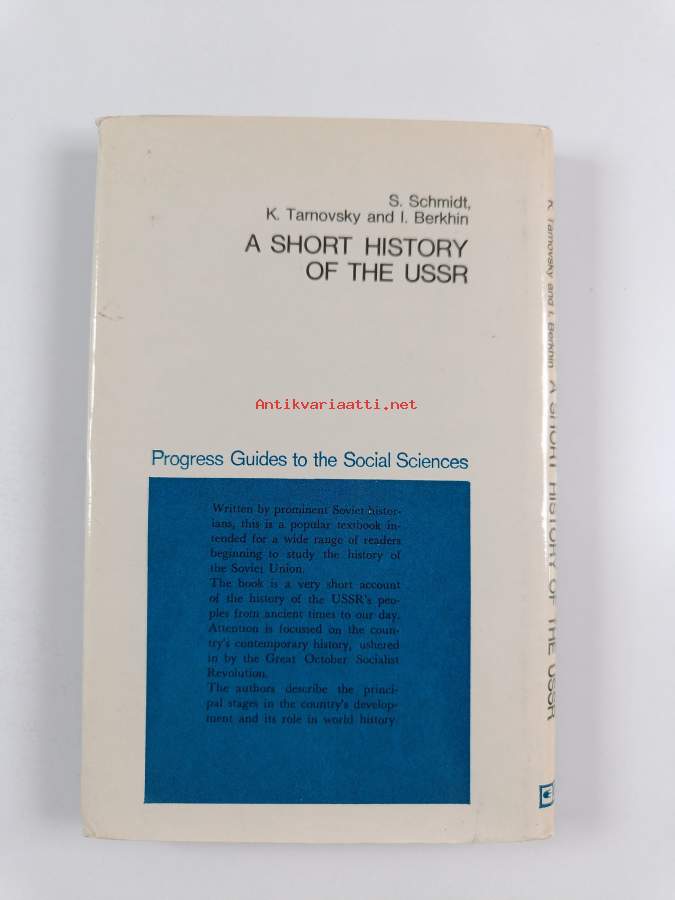 S. Schmidt,
K. Tarnovsky and I. Berkhin
A SHORT HISTORY
OF THE USSR
Antikvariaatti.net
Progress Guides to the Social Sciences
Written by prominent Soviet histor-
ians, this is a popular textbook in-
tended for a wide range of readers
beginning to study the history of
the Soviet Union.
The book is a very short account
of the history of the USSR's peo-
ples from ancient times to our day.
Attention is focussed on the coun-
try's contemporary history, ushered
in by the Great October Socialist
Revolution.
The authors describe the princi-
pal stages in the country's develop-
ment and its role in world history.
K. Tarnovsky and I. Berkhin A SHORT HISTORY OF THE USSR